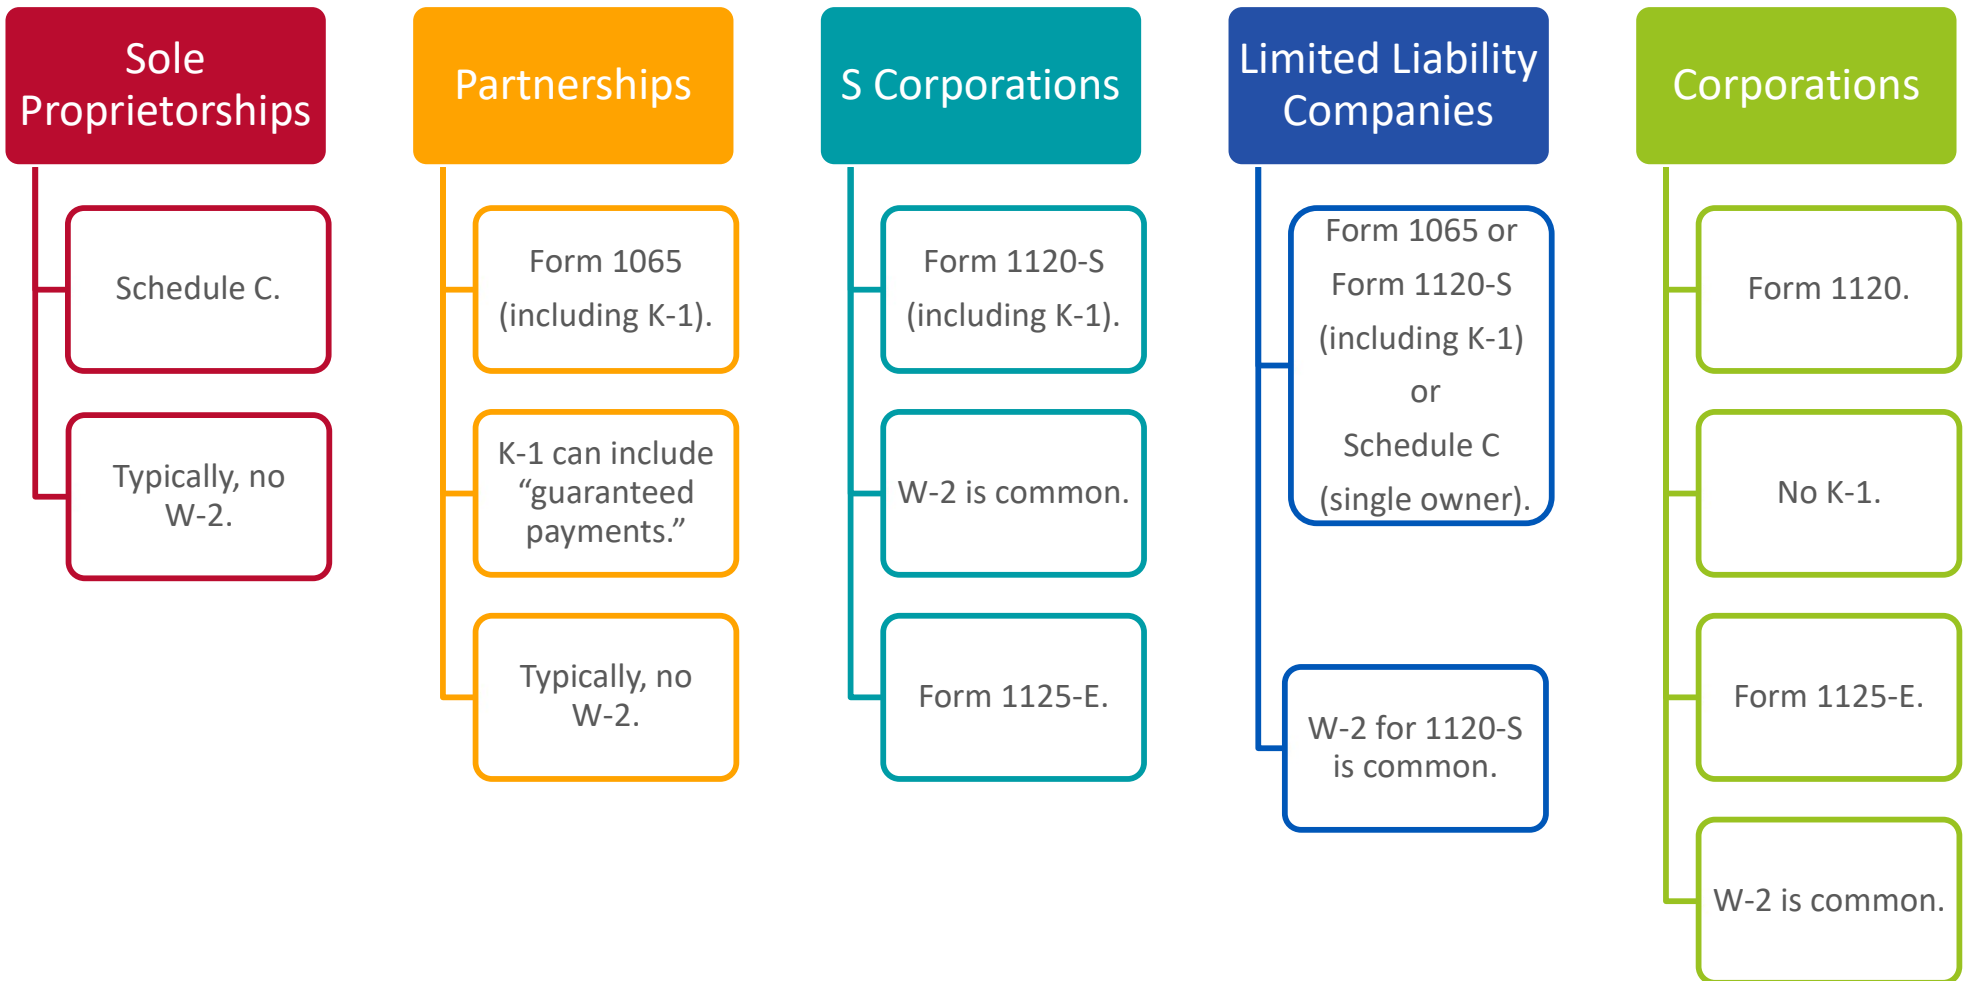 Sole
Proprietorships
Schedule C.
Typically, no
W-2.
Partnerships
Form 1065
(including K-1).
K-1 can include
“guaranteed
payments.”
Typically, no
W-2.
S Corporations
Form 1120-S
(including K-1).
W-2 is common.
Form 1125-E.
Limited Liability
Companies
Form 1065 or
Form 1120-S
(including K-1)
or
Schedule C
(single owner).
W-2 for 1120-S
is common.
Corporations
Form 1120.
No K-1.
Form 1125-E.
W-2 is common.